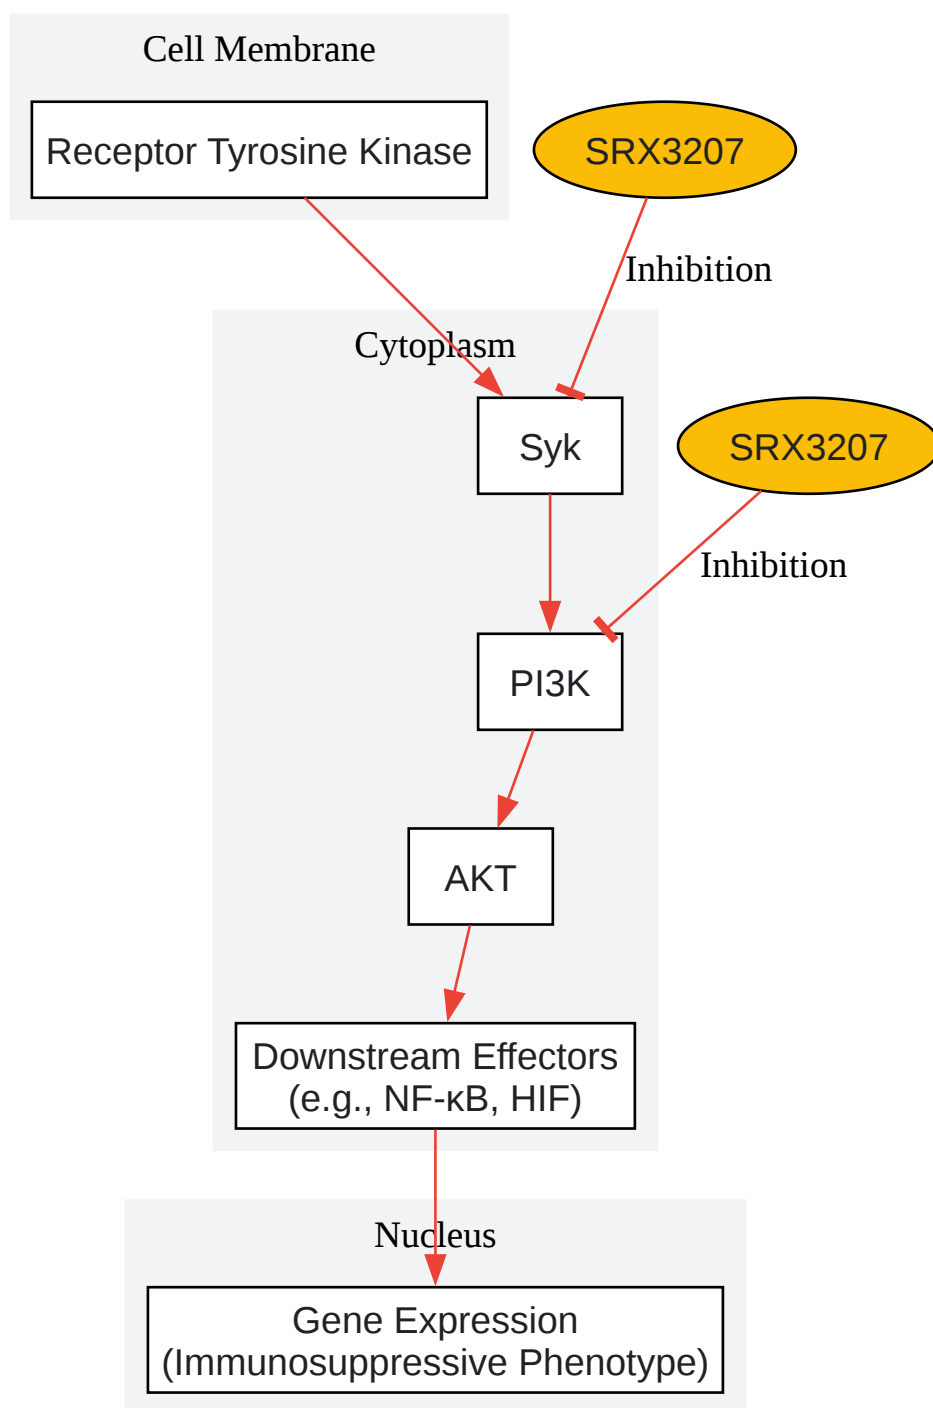 Cell Membrane
Receptor Tyrosine Kinase
SRX3207
Inhibition
Cytoplasm
Syk
SRX3207
Inhibition
PI3K
AKT
Downstream Effectors
(e.g., NF-κB, HIF)
Nucleus
Gene Expression
(Immunosuppressive Phenotype)